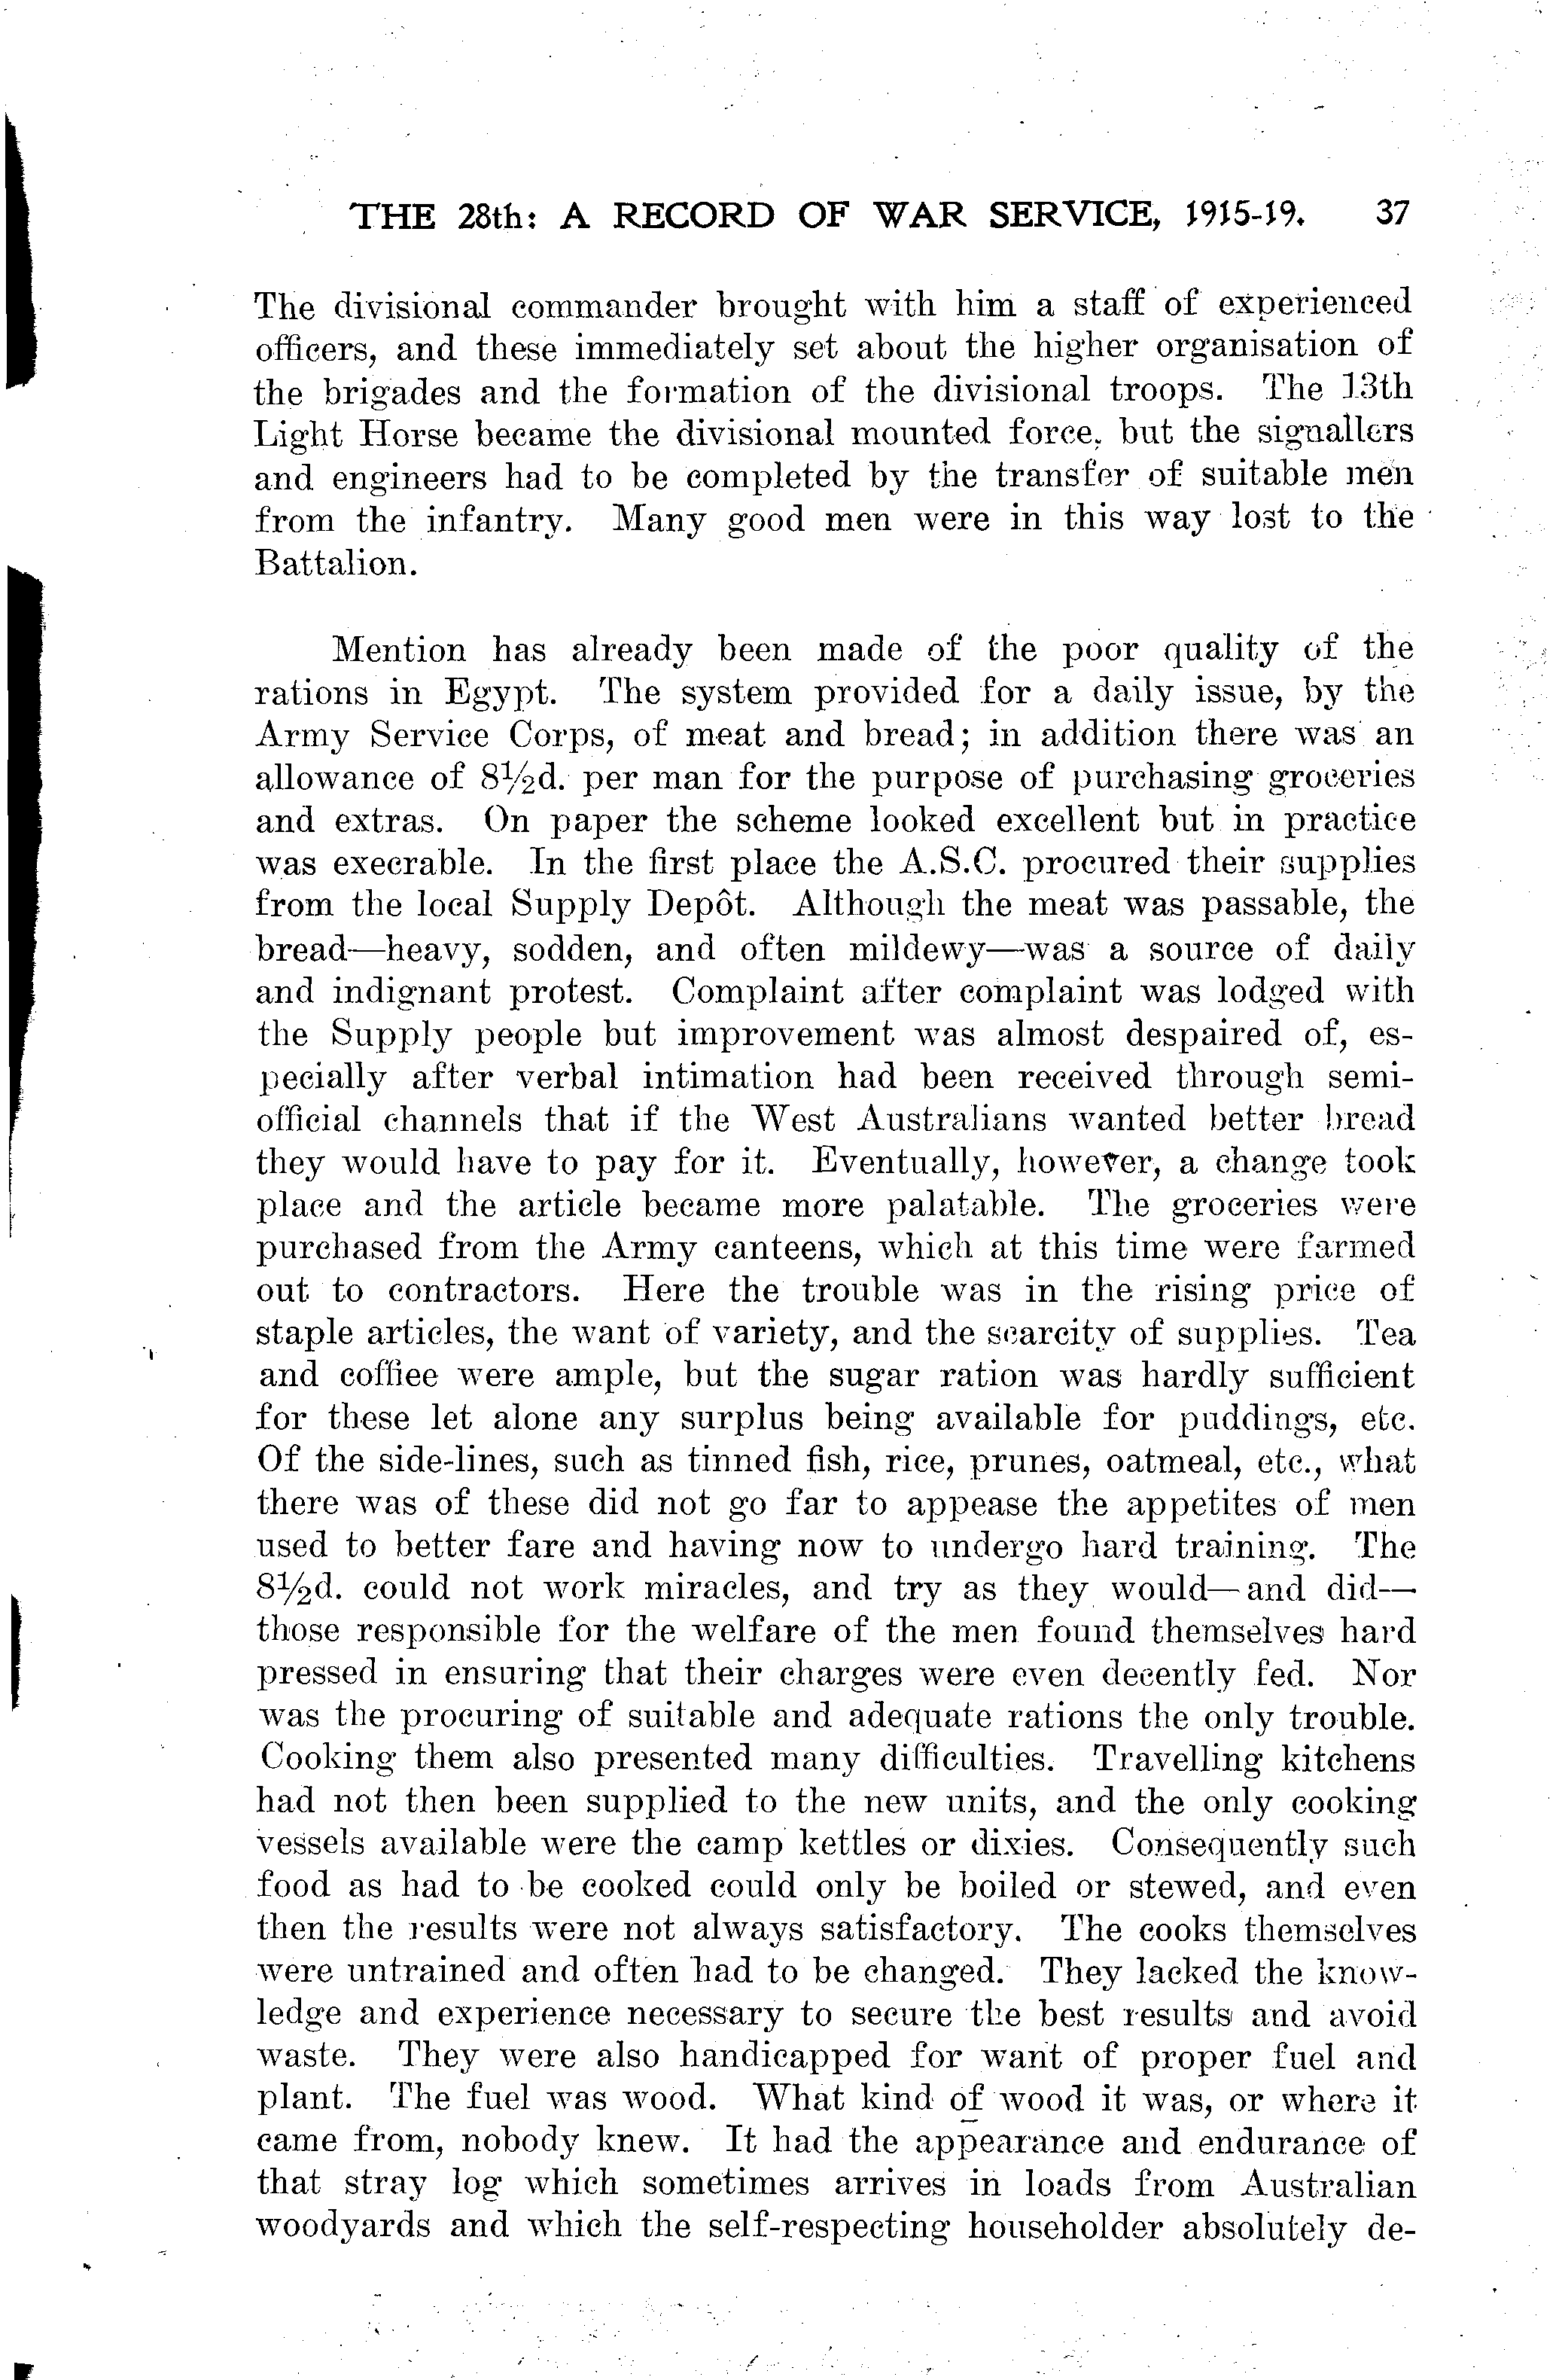 THE 28th: A RECORD OF WAR SERVICE, 1915-19. 37
The divisional commander brought with him a staff of experienced
officers, and these immediately set about the higher organisation of
the brigades and the formation of the divisional troops. The 13th
Light Horse became the divisional mounted force, but the signallers
and engineers had to be completed by the transfer of suitable men
from the infantry. Many good men were in this way lost to the
Battalion.
Mention has already been made of the poor quality of the
rations in Egypt. The system provided for a daily issue, by the
Army Service Corps, of meat and bread; in addition there was an
allowance of 8½d. per man for the purpose of purchasing groceries
and extras. On paper the scheme looked excellent but in practice
was execrable. In the first place the A.S.C. procured their supplies
from the local Supply Depôt. Although the meat was passable, the
bread—heavy, sodden, and often mildewy—was a source of daily
and indignant protest. Complaint after complaint was lodged with
the Supply people but improvement was almost despaired of, es-
pecially after verbal intimation had been received through semi-
official channels that if the West Australians wanted better bread
they would have to pay for it. Eventually, however, a change took
place and the article became more palatable. The groceries were
purchased from the Army canteens, which at this time were farmed
out to contractors. Here the trouble was in the rising price of
staple articles, the want of variety, and the scarcity of supplies. Tea
and coffiee were ample, but the sugar ration was hardly sufficient
for these let alone any surplus being available for puddings, etc.
Of the side-lines, such as tinned fish, rice, prunes, oatmeal, etc., what
there was of these did not go far to appease the appetites of men
used to better fare and having now to undergo hard training. The
8½d. could not work miracles, and try as they would—and did—
those responsible for the welfare of the men found themselves hard
pressed in ensuring that their charges were even decently fed. Nor
was the procuring of suitable and adequate rations the only trouble.
Cooking them also presented many difficulties. Travelling kitchens
had not then been supplied to the new units, and the only cooking
vessels available were the camp kettles or dixies. Consequently such
food as had to be cooked could only be boiled or stewed, and even
then the results were not always satisfactory. The cooks themselves
were untrained and often had to be changed. They lacked the know-
ledge and experience necessary to secure the best results and avoid
waste. They were also handicapped for want of proper fuel and
plant. The fuel was wood. What kind of wood it was, or where it
came from, nobody knew. It had the appearance and endurance of
that stray log which sometimes arrives in loads from Australian
woodyards and which the self-respecting householder absolutely de-